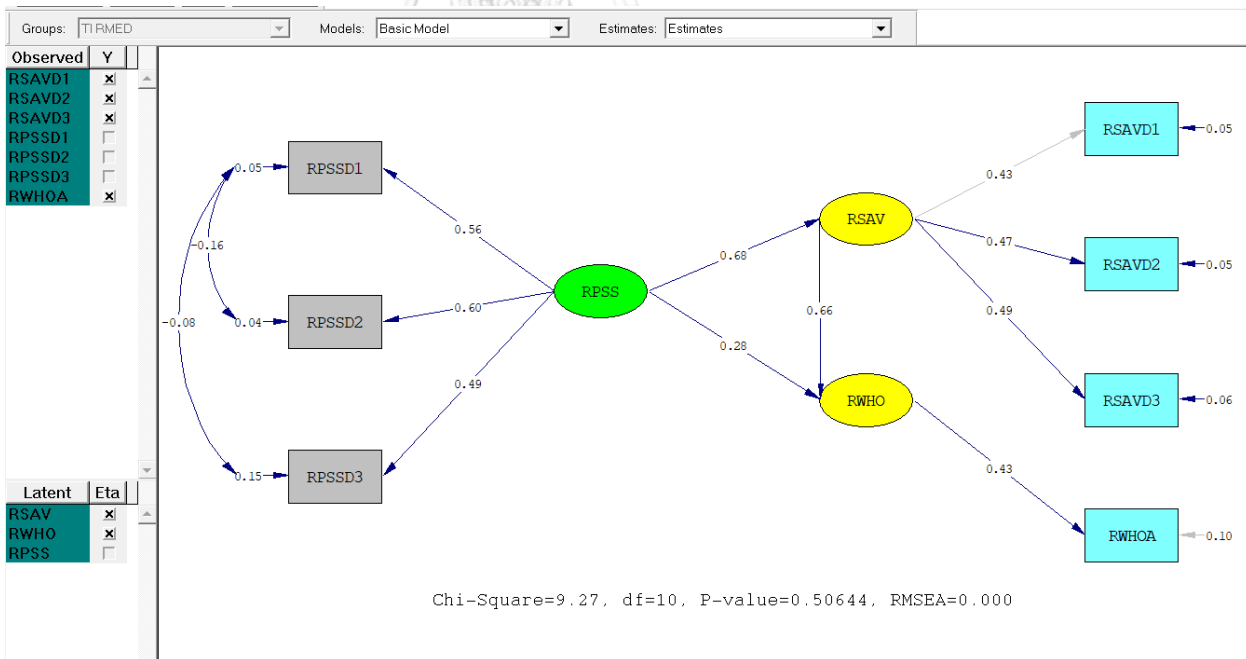 Groups: TI RMED Models: Basic Model Estimates: Estimates
Observed Y
RSAVD1
RSAVD2
RSAVD3
RPSSD1
RPSSD2
RPSSD3
RWHOA
Latent Eta
RSAV
RWHO
RPSS
0.05 RPSSD1
-0.16
-0.08
0.04 RPSSD2
0.15 RPSSD3
0.56
0.60
0.49
RPSS
0.68
0.28
RSAV
0.66
RWHO
0.43
0.47
0.49
0.43
RSAVD1 0.05
RSAVD2 0.05
RSAVD3 0.06
RWHOA 0.10
Chi-Square=9.27, df=10, P-value=0.50644, RMSEA=0.000